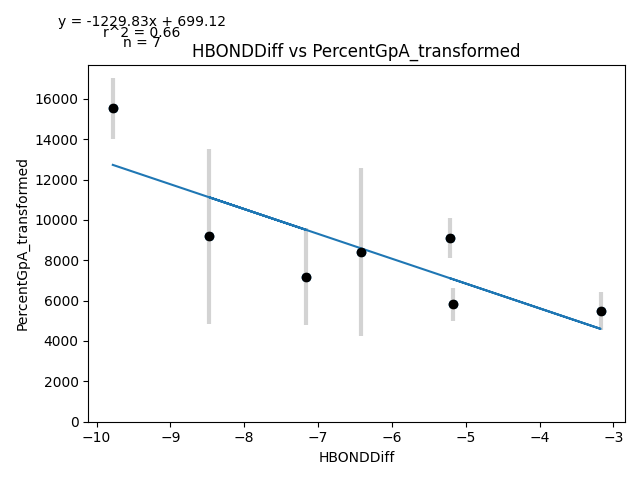 y = -1229.83x + 699.12
r^2 = 0.66
n = 7
HBONDDiff vs PercentGpA_transformed
PercentGpA_transformed
16000
14000
12000
10000
8000
6000
4000
2000
0
−10 −9 −8 −7 −6 −5 −4 −3
HBONDDiff